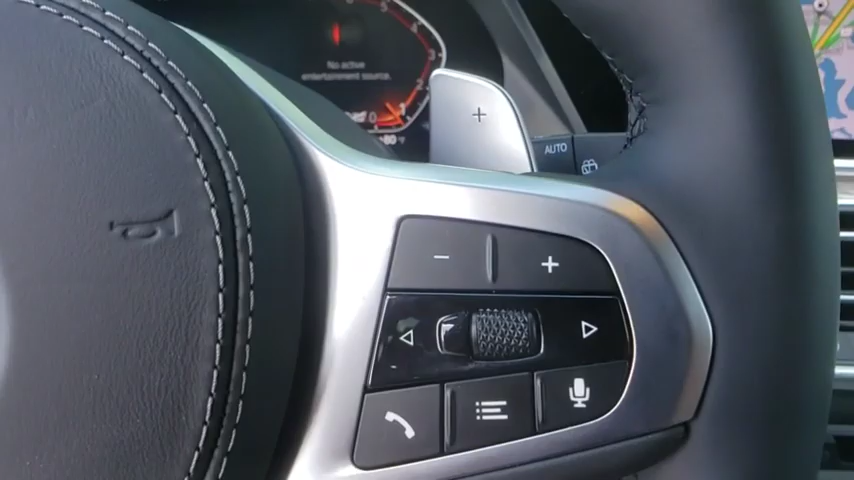 No active
entertainment source.
+
AUTO
- +